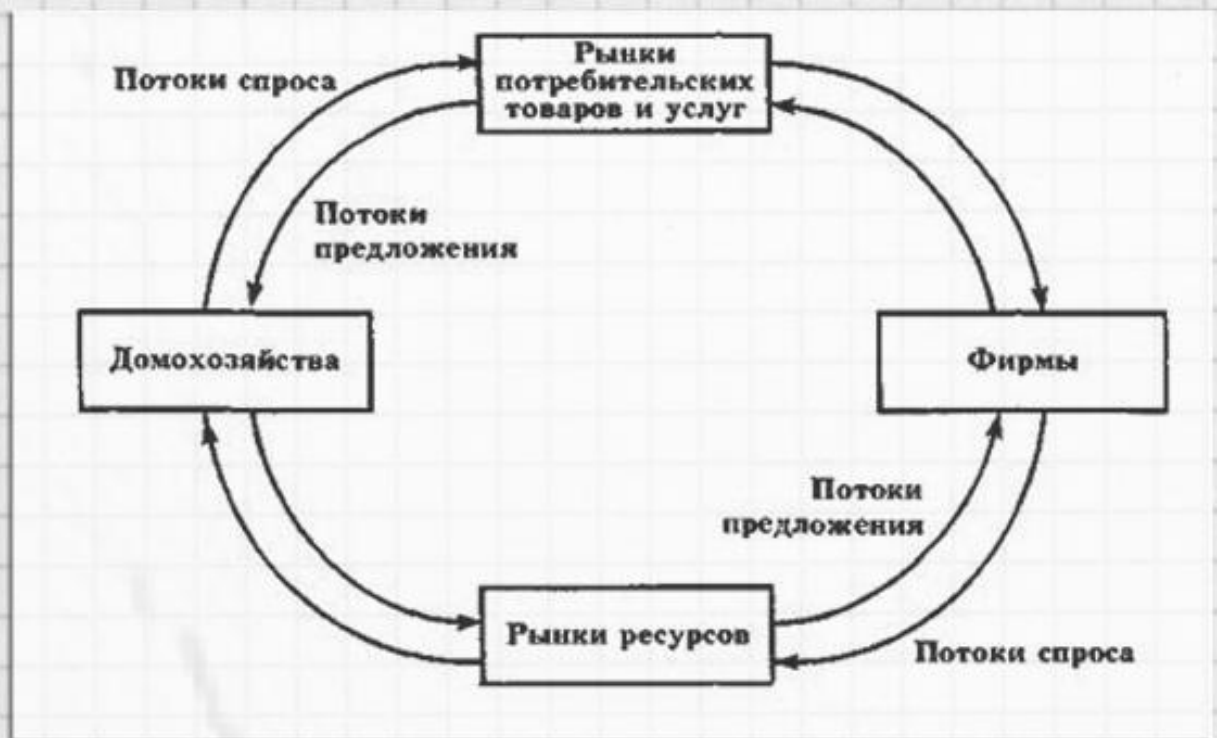 Рынки
потребительских
товаров и услуг
Потоки спроса
Потоки
предложения
Домохозяйства
Фирмы
Потоки
предложения
Рынки ресурсов
Потоки спроса